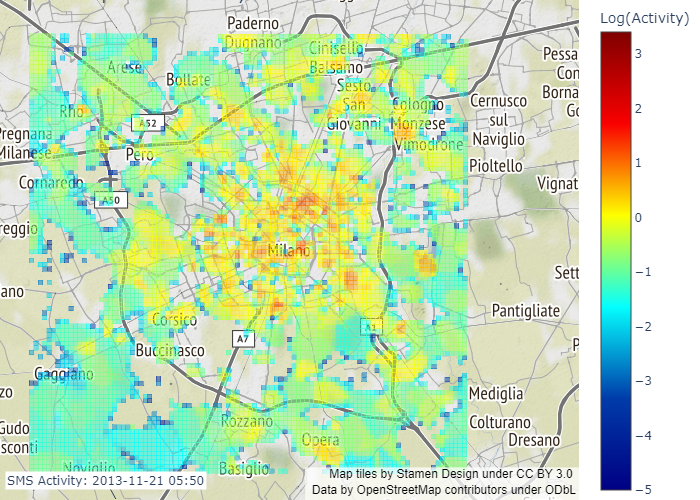 Log(Activity)
Paderno
Dugnano
Cinisello
Balsamo
Arese
Bollate
Sesto
San
Giovanni
Cologno
Monzese
Cernusco
sul
Naviglio
Pessa
Con
Borna
Go
Rho
A52
Pregnana
Milanese
Pero
Vimodrone
Pioltello
Cornaredo
Vignat
A50
reggio
Milano
Sett
ano
Pantigliate
Corsico
A1
A7
P
Buccinasco
Gaggiano
zo
Mediglia
Gudo
sconti
Rozzano
Opera
Colturano
Dresano
Noviglio
Basiglio
SMS Activity: 2013-11-21 05:50
Map tiles by Stamen Design under CC BY 3.0
Data by OpenStreetMap contributors under ODbL
3
2
1
0
−1
−2
−3
−4
−5